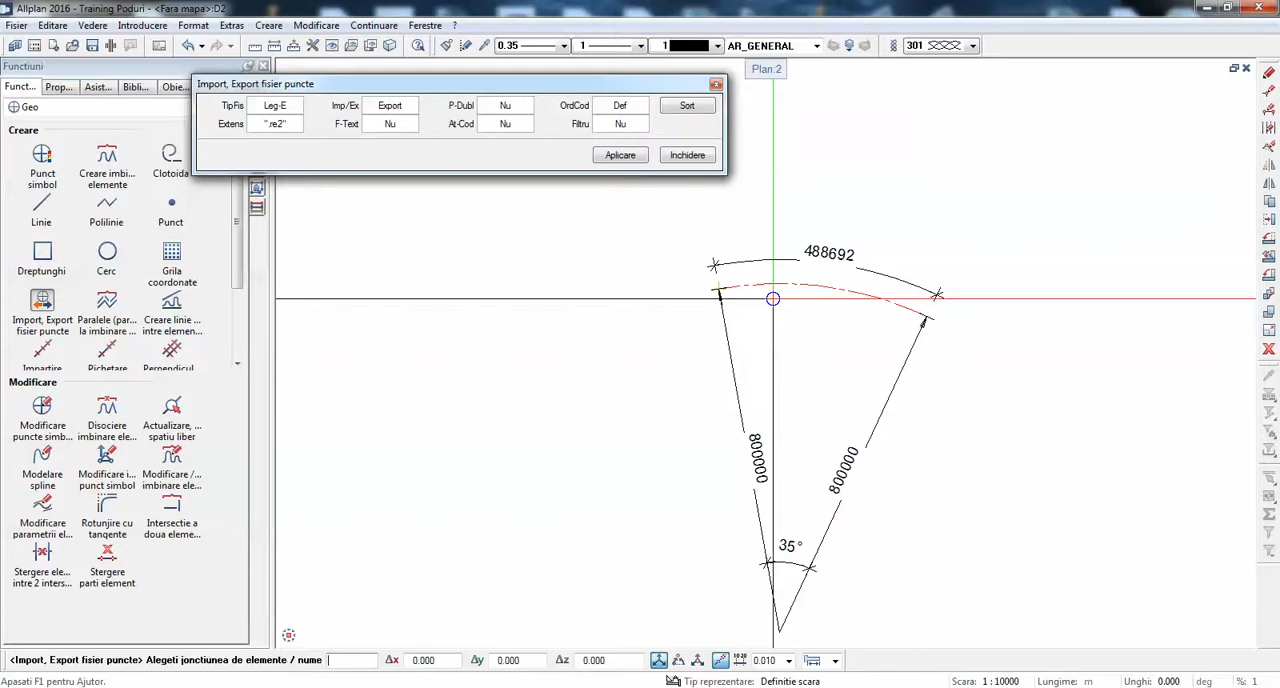 Allplan 2016 - Training Poduri - <Fara mapa>:D2
Fisier Editare Vedere Introducere Format Extras Creare Modificare Continuare Ferestre ?
0.35 1 1 AR_GENERAL 301
Functiuni
Funct... Prop... Asist... Bibli... Obie...
Geo
Creare
Punct simbol
Creare imbi... elemente
Clotoida
Linie
Polilinie
Punct
Dreptunghi
Cerc
Grila coordonate
Import, Export fisier puncte
Paralele (par... la imbinare ...
Creare linie intre elemen...
Impartire
Pichetare
Perpendicul
Modificare
Modificare puncte simb...
Disociere imbinare ele...
Actualizare, ... spatiu liber
Modelare spline
Modificare i... punct simbol
Modificare /... imbinare ele...
Modificare parametrii el...
Rotunjire cu tangente
Intersectie a doua eleme...
Stergere ele... intre 2 inters...
Stergere parti element
Import, Export fisier puncte
TipFis Leg-E Imp/Ex Export P-Dubl Nu OrdCod Def Sort
Extens ".re2" F-Text Nu At-Cod Nu Filtru Nu
Aplicare Inchidere
Plan:2
488692
800000
800000
35°
<Import, Export fisier puncte> Alegeti jonctiunea de elemente / nume Δx 0.000 Δy 0.000 Δz 0.000 0.010
Apasati F1 pentru Ajutor. Tip reprezentare: Definitie scara Scara: 1 : 10000 Lungime: m Unghi: 0.000 deg %: 1